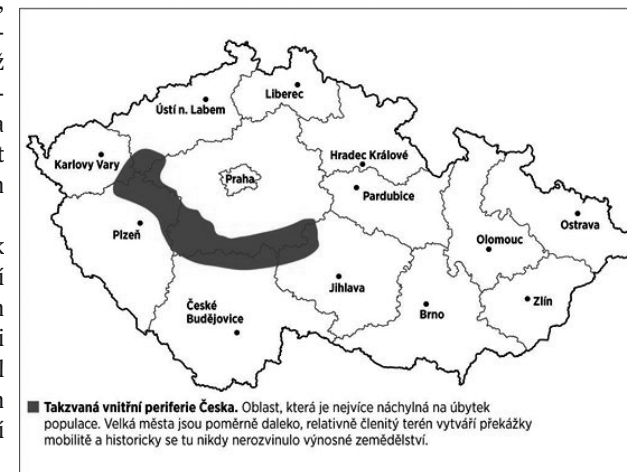 Liberec
Ústí n. Labem
Karlovy Vary
Hradec Králové
Praha
Pardubice
Plzeň
Ostrava
Olomouc
Jihlava
České
Budějovice
Brno
Zlín
Takzvaná vnitřní periferie Česka. Oblast, která je nejvíce náchylná na úbytek
populace. Velká města jsou poměrně daleko, relativně členitý terén vytváří překážky
mobilitě a historicky se tu nikdy nerozvinulo výnosné zemědělství.